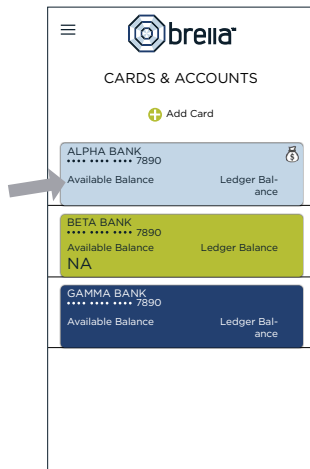 brella
CARDS & ACCOUNTS
Add Card
ALPHA BANK
•••• •••• •••• 7890
Available Balance Ledger Bal-
ance
BETA BANK
•••• •••• •••• 7890
Available Balance Ledger Balance
NA
GAMMA BANK
•••• •••• •••• 7890
Available Balance Ledger Bal-
ance